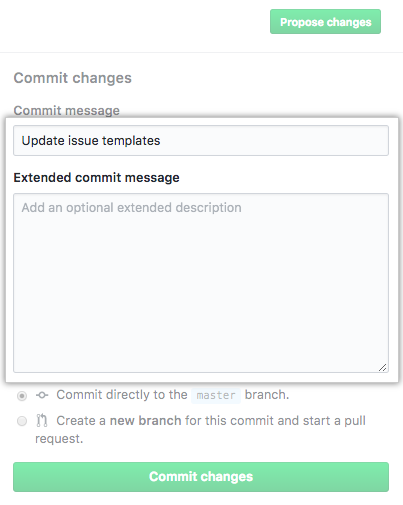 Propose changes
Commit changes
Commit message
Update issue templates
Extended commit message
Add an optional extended description
Commit directly to the master branch.
Create a new branch for this commit and start a pull
request.
Commit changes